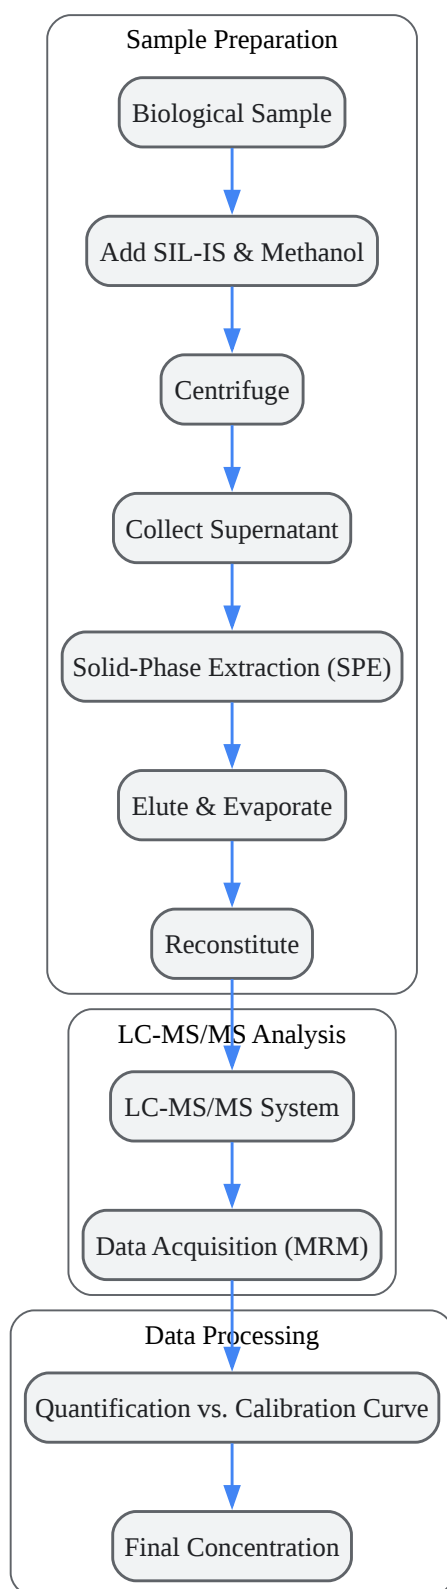 Sample Preparation
Biological Sample
Add SIL-IS & Methanol
Centrifuge
Collect Supernatant
Solid-Phase Extraction (SPE)
Elute & Evaporate
Reconstitute
LC-MS/MS Analysis
LC-MS/MS System
Data Acquisition (MRM)
Data Processing
Quantification vs. Calibration Curve
Final Concentration